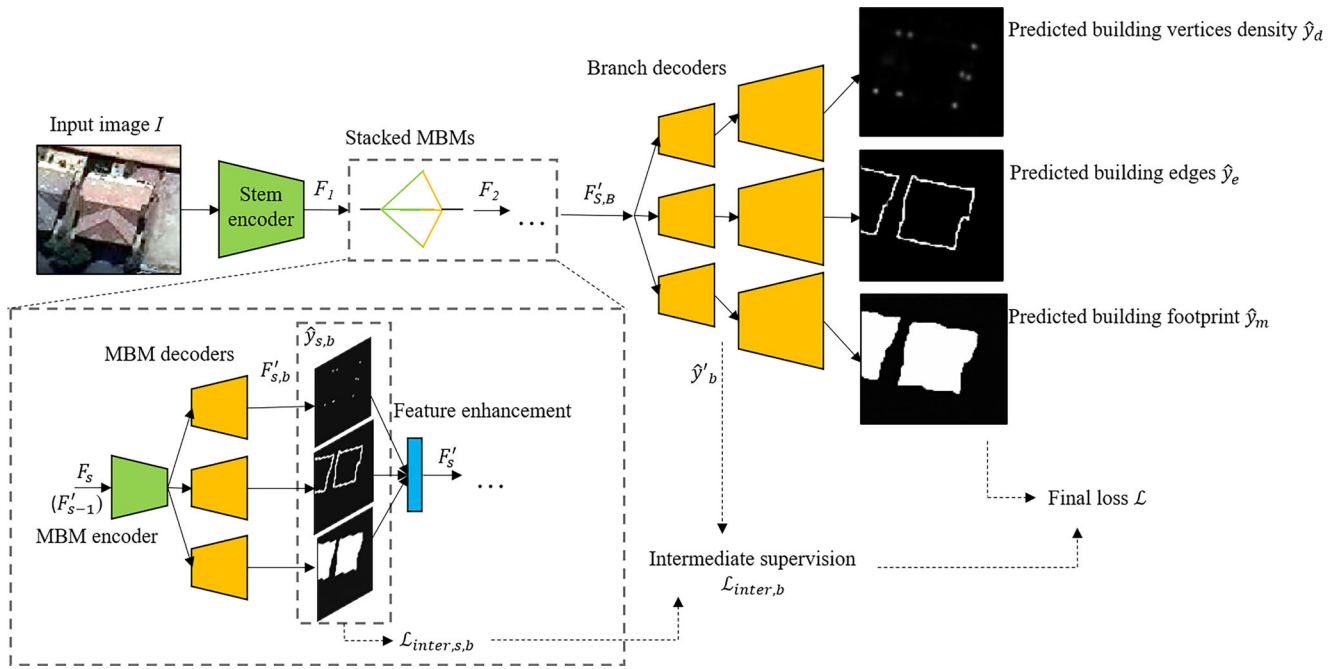 Predicted building vertices density ŷ_d
Branch decoders
Input image I
Stacked MBMs
Stem
encoder
F_1
F_2
...
F'_{S,B}
Predicted building edges ŷ_e
Predicted building footprint ŷ_m
ŷ'_b
MBM decoders
F'_{s,b}
ŷ_{s,b}
Feature enhancement
F_s
(F'_{s-1})
F'_s
...
MBM encoder
Final loss ℒ
Intermediate supervision
ℒ_{inter,b}
ℒ_{inter,s,b}